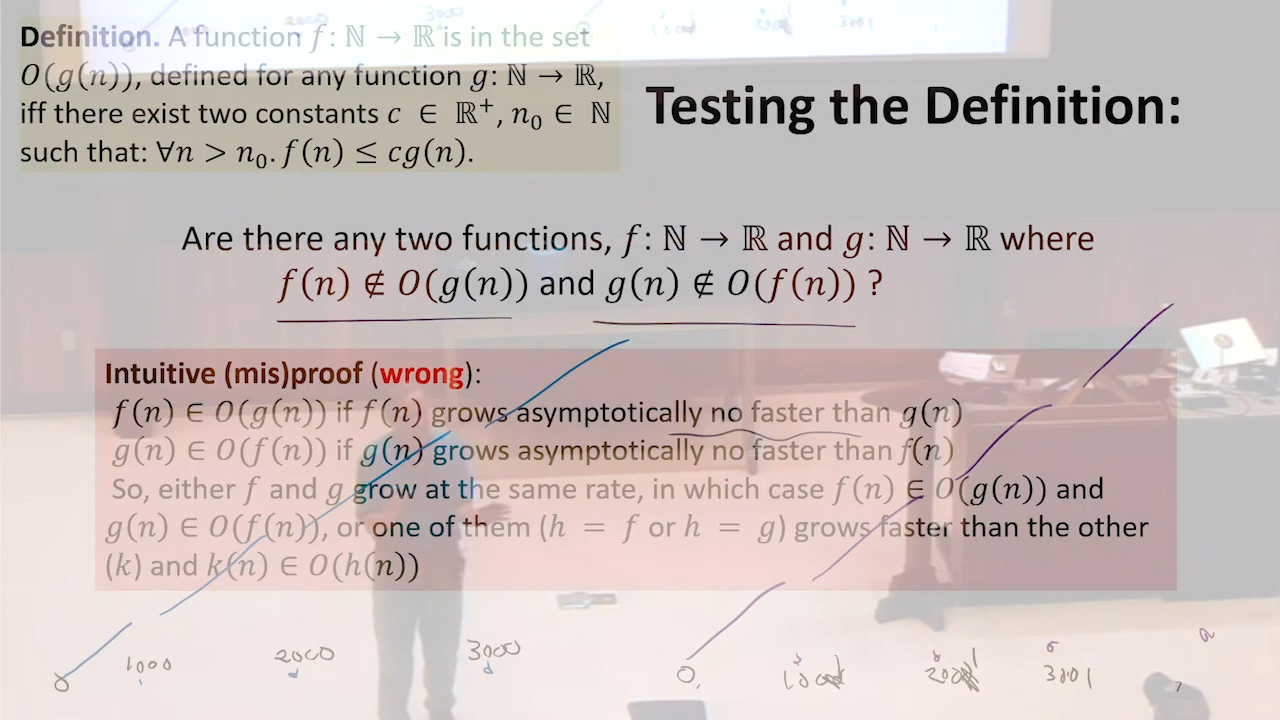 Definition. A function f: ℕ → ℝ is in the set
O(g(n)), defined for any function g: ℕ → ℝ,
iff there exist two constants c ∈ ℝ⁺, n₀ ∈ ℕ
such that: ∀n > n₀. f(n) ≤ cg(n).
Testing the Definition:
Are there any two functions, f: ℕ → ℝ and g: ℕ → ℝ where
f(n) ∉ O(g(n)) and g(n) ∉ O(f(n)) ?
Intuitive (mis)proof (wrong):
f(n) ∈ O(g(n)) if f(n) grows asymptotically no faster than g(n)
g(n) ∈ O(f(n)) if g(n) grows asymptotically no faster than f(n)
So, either f and g grow at the same rate, in which case f(n) ∈ O(g(n)) and
g(n) ∈ O(f(n)), or one of them (h = f or h = g) grows faster than the other
(k) and k(n) ∈ O(h(n))
0 1000 2000 3000 0. 3001
7